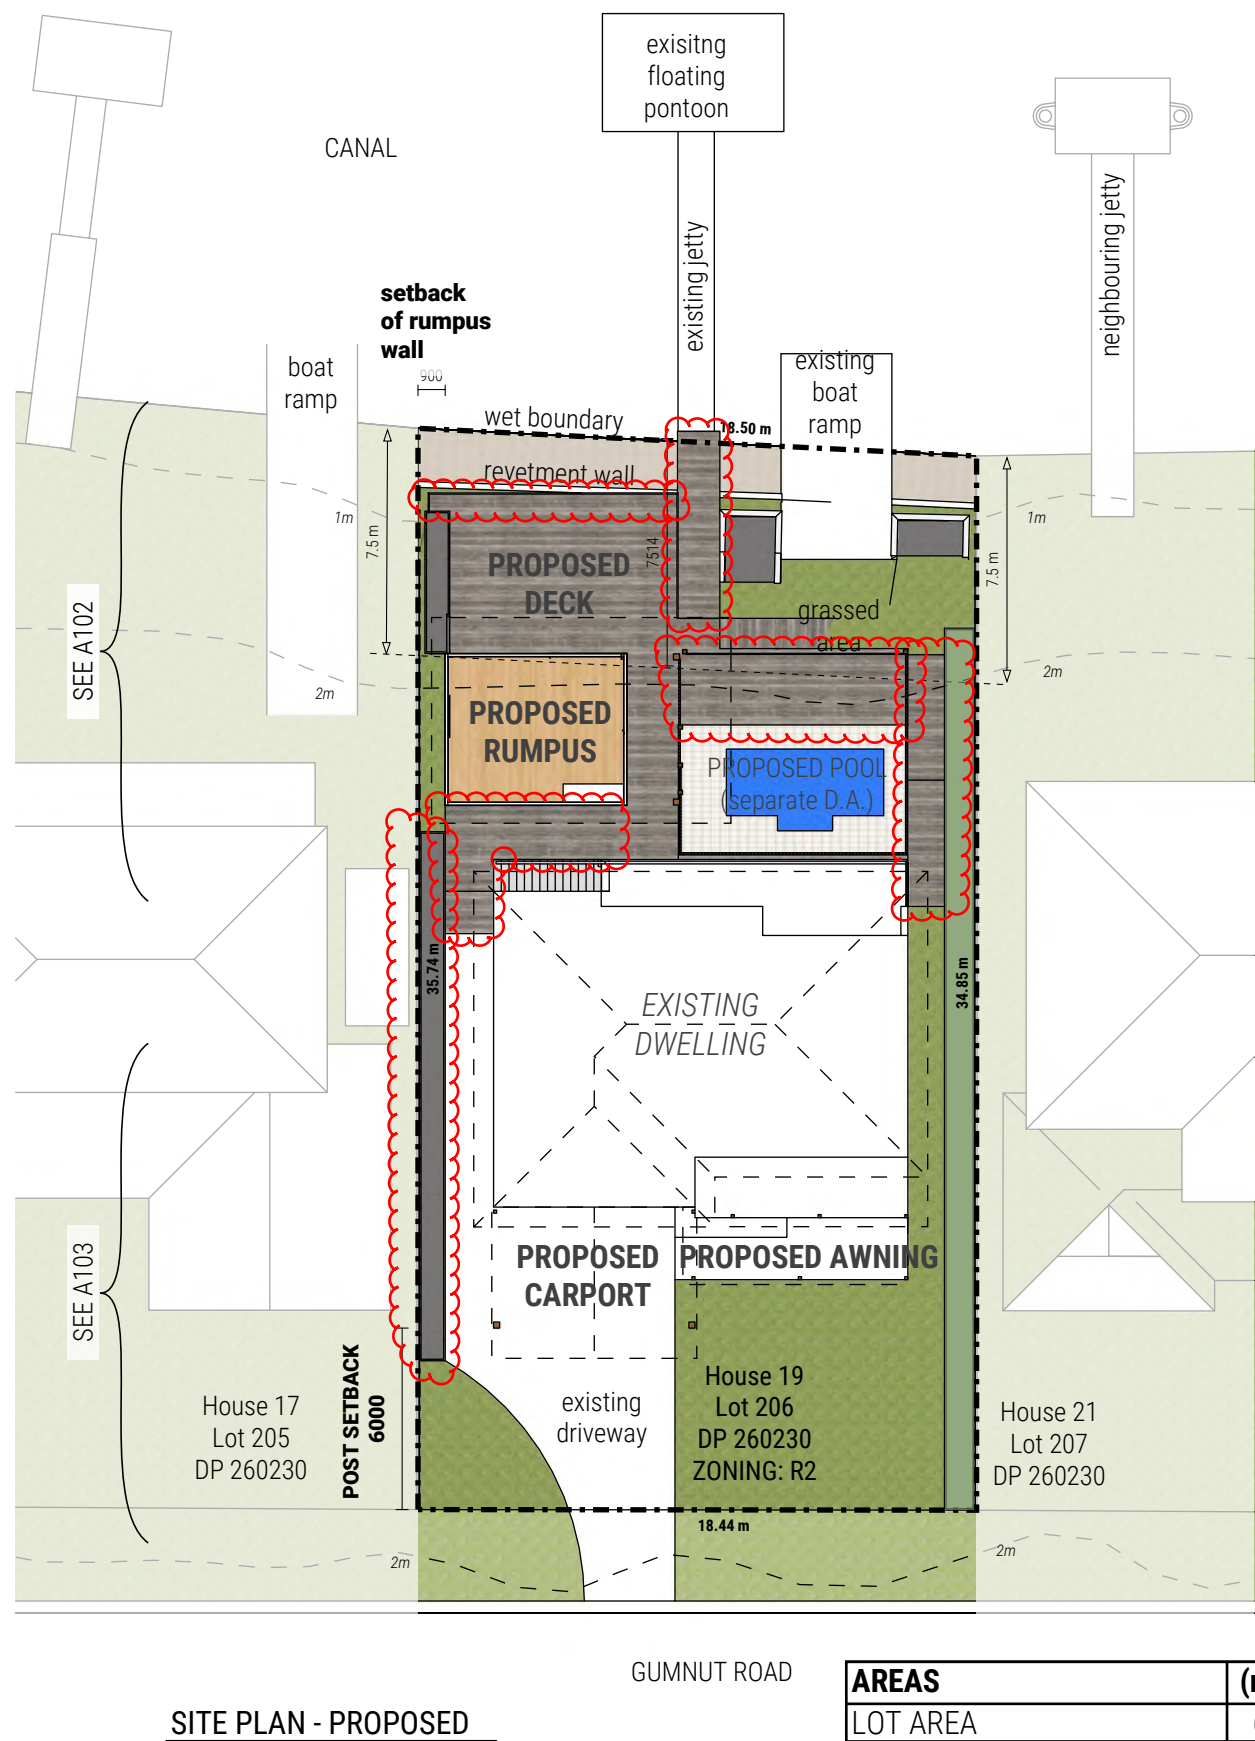 exisitng
floating
pontoon
CANAL
existing jetty
neighbouring jetty
setback
of rumpus
wall
900
boat
ramp
existing
boat
ramp
wet boundary
18.50 m
revetment wall
1m
1m
7.5 m
7.5 m
7514
PROPOSED
DECK
grassed
area
SEE A102
2m
2m
PROPOSED
RUMPUS
PROPOSED POOL
(separate D.A.)
35.74 m
34.85 m
EXISTING
DWELLING
SEE A103
PROPOSED
CARPORT
PROPOSED AWNING
POST SETBACK
6000
House 17
Lot 205
DP 260230
existing
driveway
House 19
Lot 206
DP 260230
ZONING: R2
House 21
Lot 207
DP 260230
18.44 m
2m
2m
GUMNUT ROAD
SITE PLAN - PROPOSED
AREAS
LOT AREA